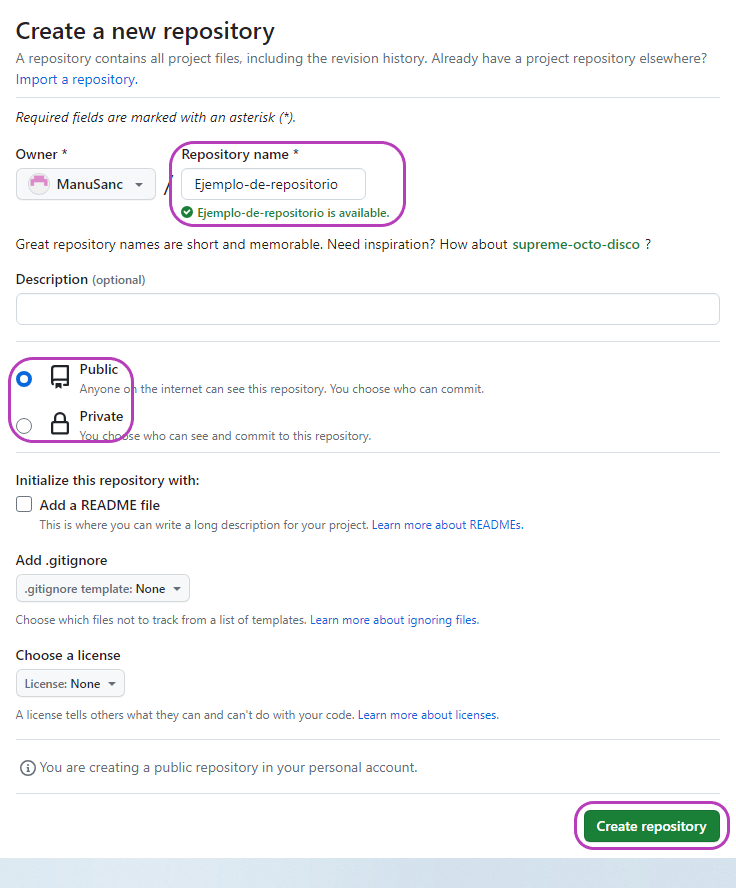 Create a new repository
A repository contains all project files, including the revision history. Already have a project repository elsewhere?
Import a repository.
Required fields are marked with an asterisk (*).
Owner * Repository name *
ManuSanc / Ejemplo-de-repositorio
Ejemplo-de-repositorio is available.
Great repository names are short and memorable. Need inspiration? How about supreme-octo-disco ?
Description (optional)
Public
Anyone on the internet can see this repository. You choose who can commit.
Private
You choose who can see and commit to this repository.
Initialize this repository with:
Add a README file
This is where you can write a long description for your project. Learn more about READMEs.
Add .gitignore
.gitignore template: None
Choose which files not to track from a list of templates. Learn more about ignoring files.
Choose a license
License: None
A license tells others what they can and can't do with your code. Learn more about licenses.
You are creating a public repository in your personal account.
Create repository